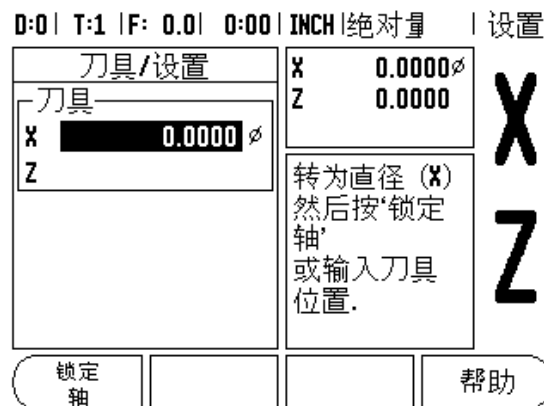 D:0| T:1 |F: 0.0| 0:00| INCH|绝对量 |设置
刀具/设置
刀具
X 0.0000 ⌀
Z
X 0.0000⌀
Z 0.0000
转为直径 (X)
然后按‘锁定
轴’
或输入刀具
位置.
X
Z
锁定
轴
帮助